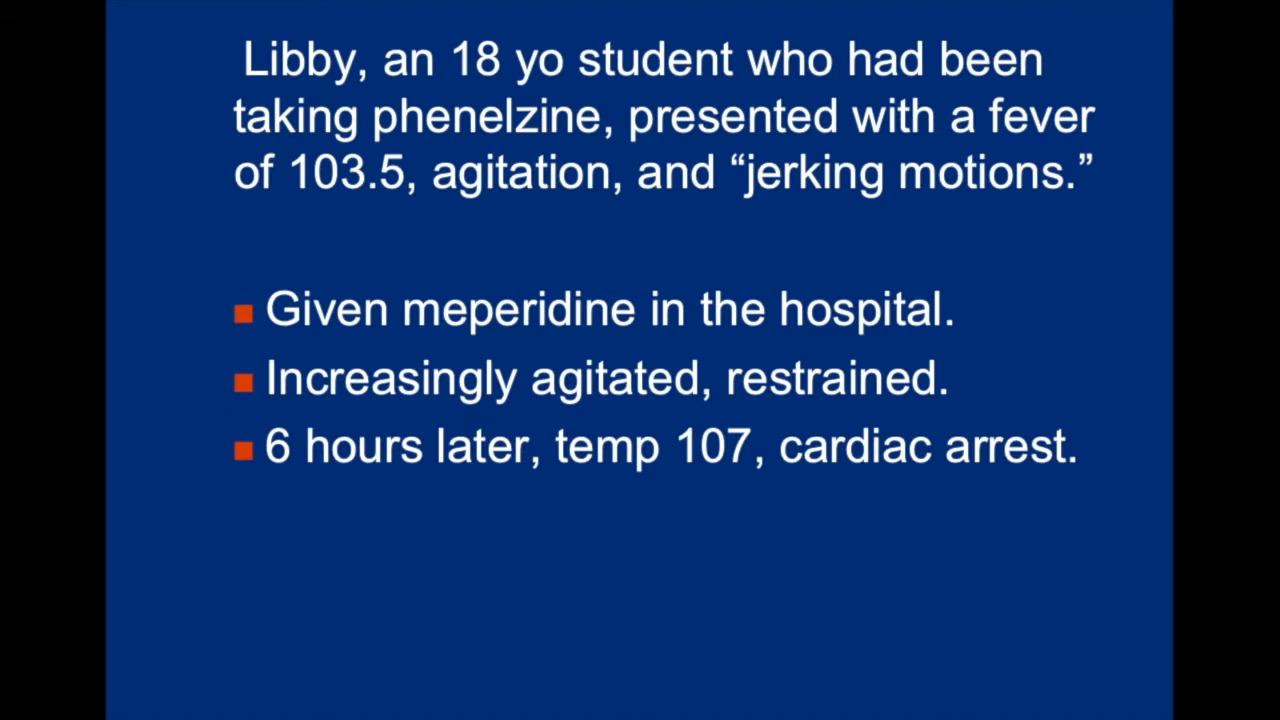 Libby, an 18 yo student who had been
taking phenelzine, presented with a fever
of 103.5, agitation, and “jerking motions.”
Given meperidine in the hospital.
Increasingly agitated, restrained.
6 hours later, temp 107, cardiac arrest.